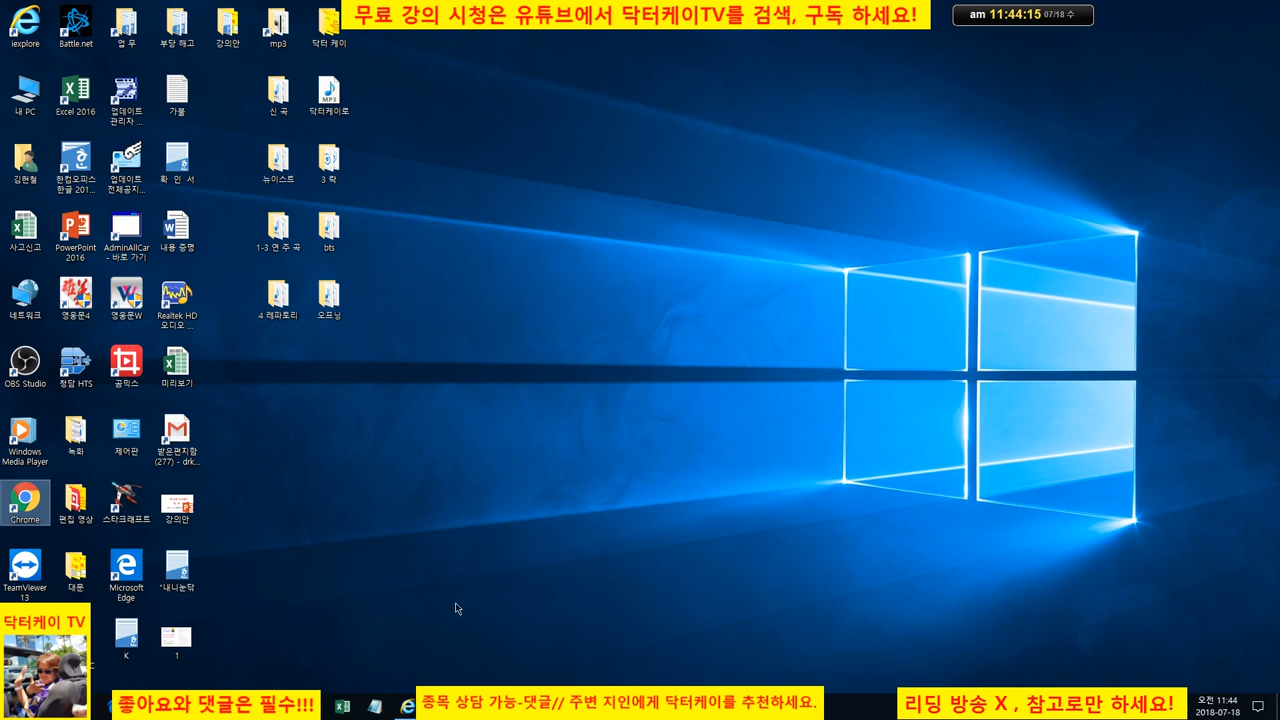 무료 강의 시청은 유튜브에서 닥터케이TV를 검색, 구독 하세요!
am 11:44:15 07/18 수
iexplore
Battle.net
업 무
부당 해고
강의안
mp3
닥터 케이
내 PC
Excel 2016
업데이트
관리자 ...
가불
신 곡
닥터케이로
MP3
김현철
한컴오피스
한글 201...
업데이트
전체공지...
확 인 서
뉴이스트
3 락
사고신고
PowerPoint
2016
AdminAllCar
- 바로 가기
내용 증명
1-3 연 주 곡
bts
네트워크
영웅문4
영웅문W
Realtek HD
오디오 ...
4 레파토리
오프닝
OBS Studio
청담 HTS
곰믹스
미리보기
Windows
Media Player
녹화
제어판
받은편지함
(277) - drk...
Chrome
편집 영상
스타크래프트
강의안
TeamViewer
13
대문
Microsoft
Edge
"내니눈닦
닥터케이 TV
K
1
좋아요와 댓글은 필수!!!
종목 상담 가능-댓글// 주변 지인에게 닥터케이를 추천하세요.
리딩 방송 X , 참고로만 하세요!
오전 11:44
2018-07-18